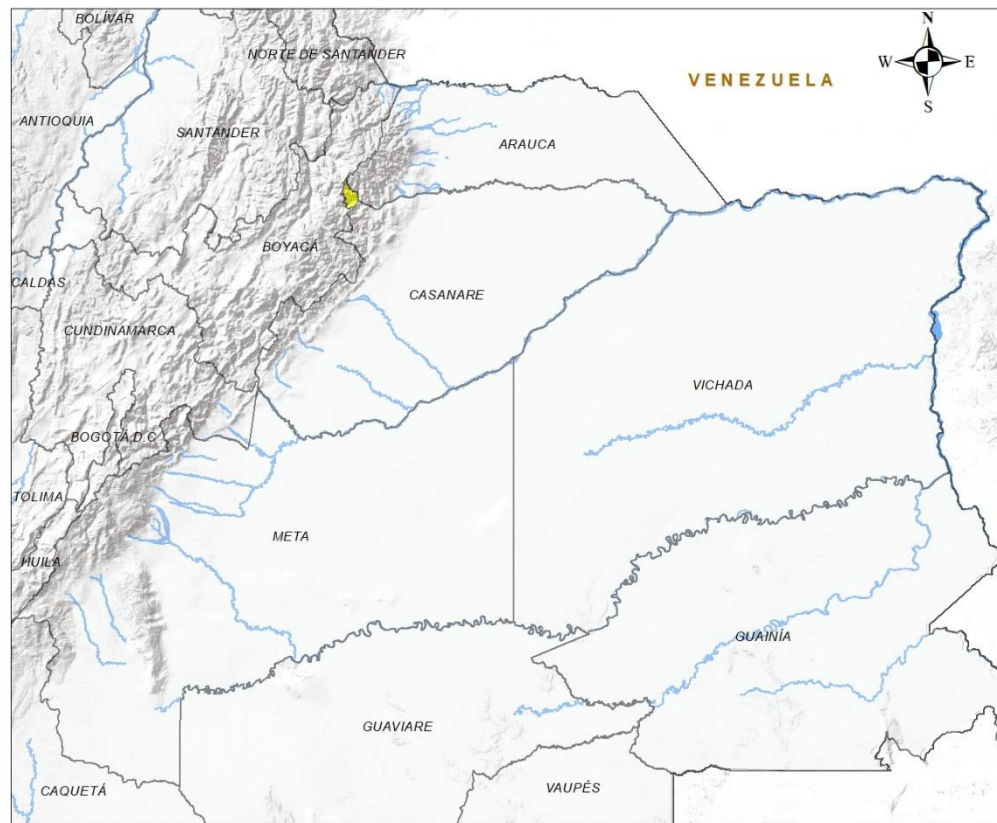 BOLÍVAR
N
NORTE DE SANTANDER
W
E
VENEZUELA
S
ANTIOQUIA
SANTANDER
ARAUCA
BOYACÁ
CALDAS
CASANARE
CUNDINAMARCA
VICHADA
BOGOTÁ D.C
TOLIMA
META
HUILA
GUAINÍA
GUAVIARE
CAQUETÁ
VAUPÉS